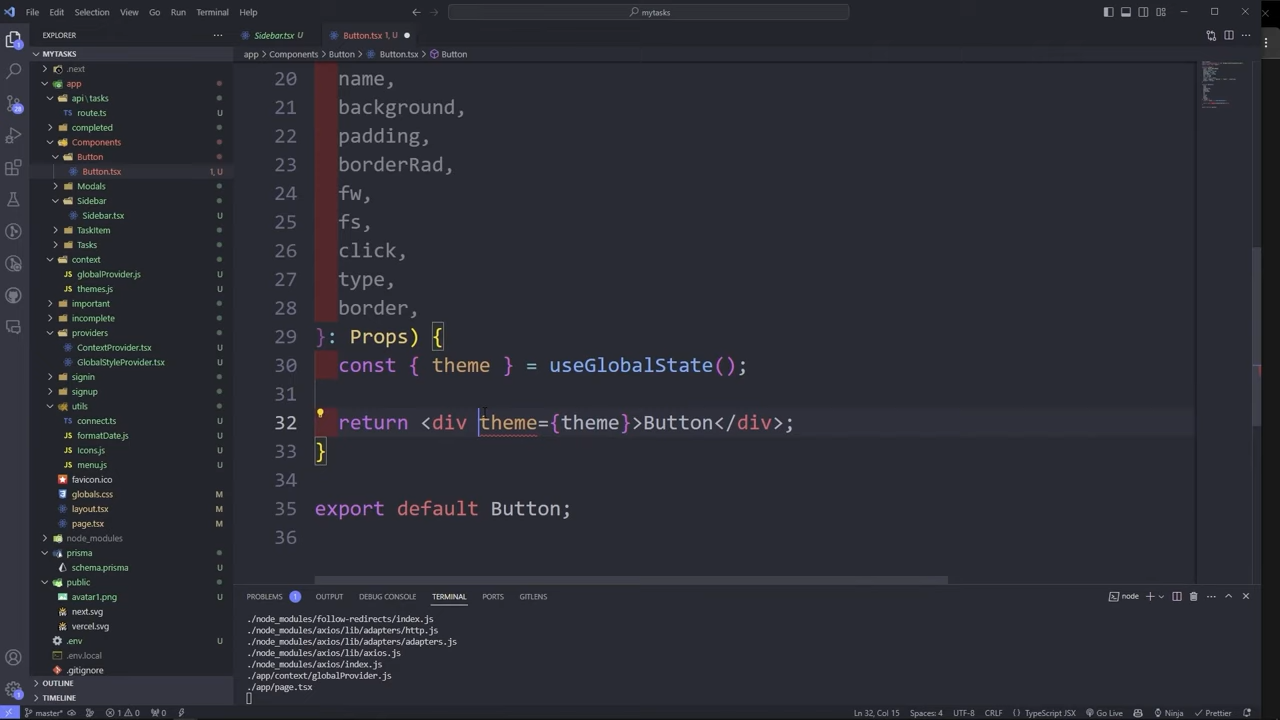 File Edit Selection View Go Run Terminal Help
mytasks
EXPLORER
Sidebar.tsx U
Button.tsx 1, U
MYTASKS
app > Components > Button > Button.tsx > Button
.next
app
api \ tasks
route.ts U
completed
Components
Button
Button.tsx 1, U
Modals
Sidebar
Sidebar.tsx U
TaskItem
Tasks
context
globalProvider.js U
themes.js U
important
incomplete
providers
ContextProvider.tsx U
GlobalStyleProvider.tsx U
signin
signup
utils
connect.ts U
formatDate.js U
Icons.js U
menu.js U
favicon.ico
globals.css M
layout.tsx M
page.tsx M
node_modules
prisma
schema.prisma U
public
avatar1.png U
next.svg
vercel.svg
.env U
.env.local
.gitignore
OUTLINE
TIMELINE
20 name,
21 background,
22 padding,
23 borderRad,
24 fw,
25 fs,
26 click,
27 type,
28 border,
29 }: Props) {
30 const { theme } = useGlobalState();
31
32 return <div theme={theme}>Button</div>;
33 }
34
35 export default Button;
36
PROBLEMS 1 OUTPUT DEBUG CONSOLE TERMINAL PORTS GITLENS
node
./node_modules/follow-redirects/index.js
./node_modules/axios/lib/adapters/http.js
./node_modules/axios/lib/adapters/adapters.js
./node_modules/axios/lib/axios.js
./node_modules/axios/index.js
./app/context/globalProvider.js
./app/page.tsx
master* 1 0 0 Ln 32, Col 15 Spaces: 4 UTF-8 CRLF { } TypeScript JSX Go Live Ninja Prettier